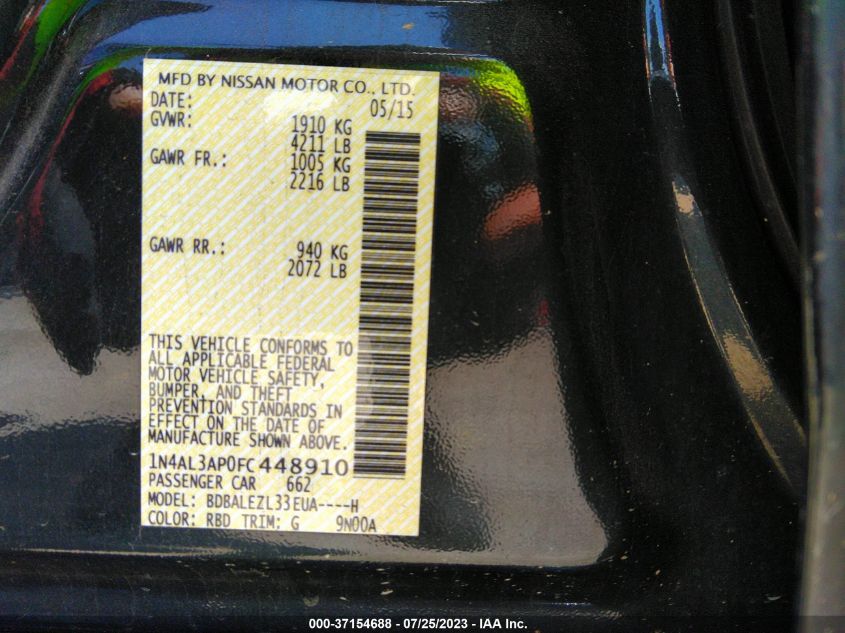 MFD BY NISSAN MOTOR CO., LTD.
DATE: 05/15
GVWR: 1910 KG
4211 LB
GAWR FR.: 1005 KG
2216 LB
GAWR RR.: 940 KG
2072 LB
THIS VEHICLE CONFORMS TO
ALL APPLICABLE FEDERAL
MOTOR VEHICLE SAFETY,
BUMPER, AND THEFT
PREVENTION STANDARDS IN
EFFECT ON THE DATE OF
MANUFACTURE SHOWN ABOVE.
1N4AL3AP0FC448910
PASSENGER CAR 662
MODEL: BDBALEZL33EUA----H
COLOR: RBD TRIM: G 9N00A
000-37154688 - 07/25/2023 - IAA Inc.